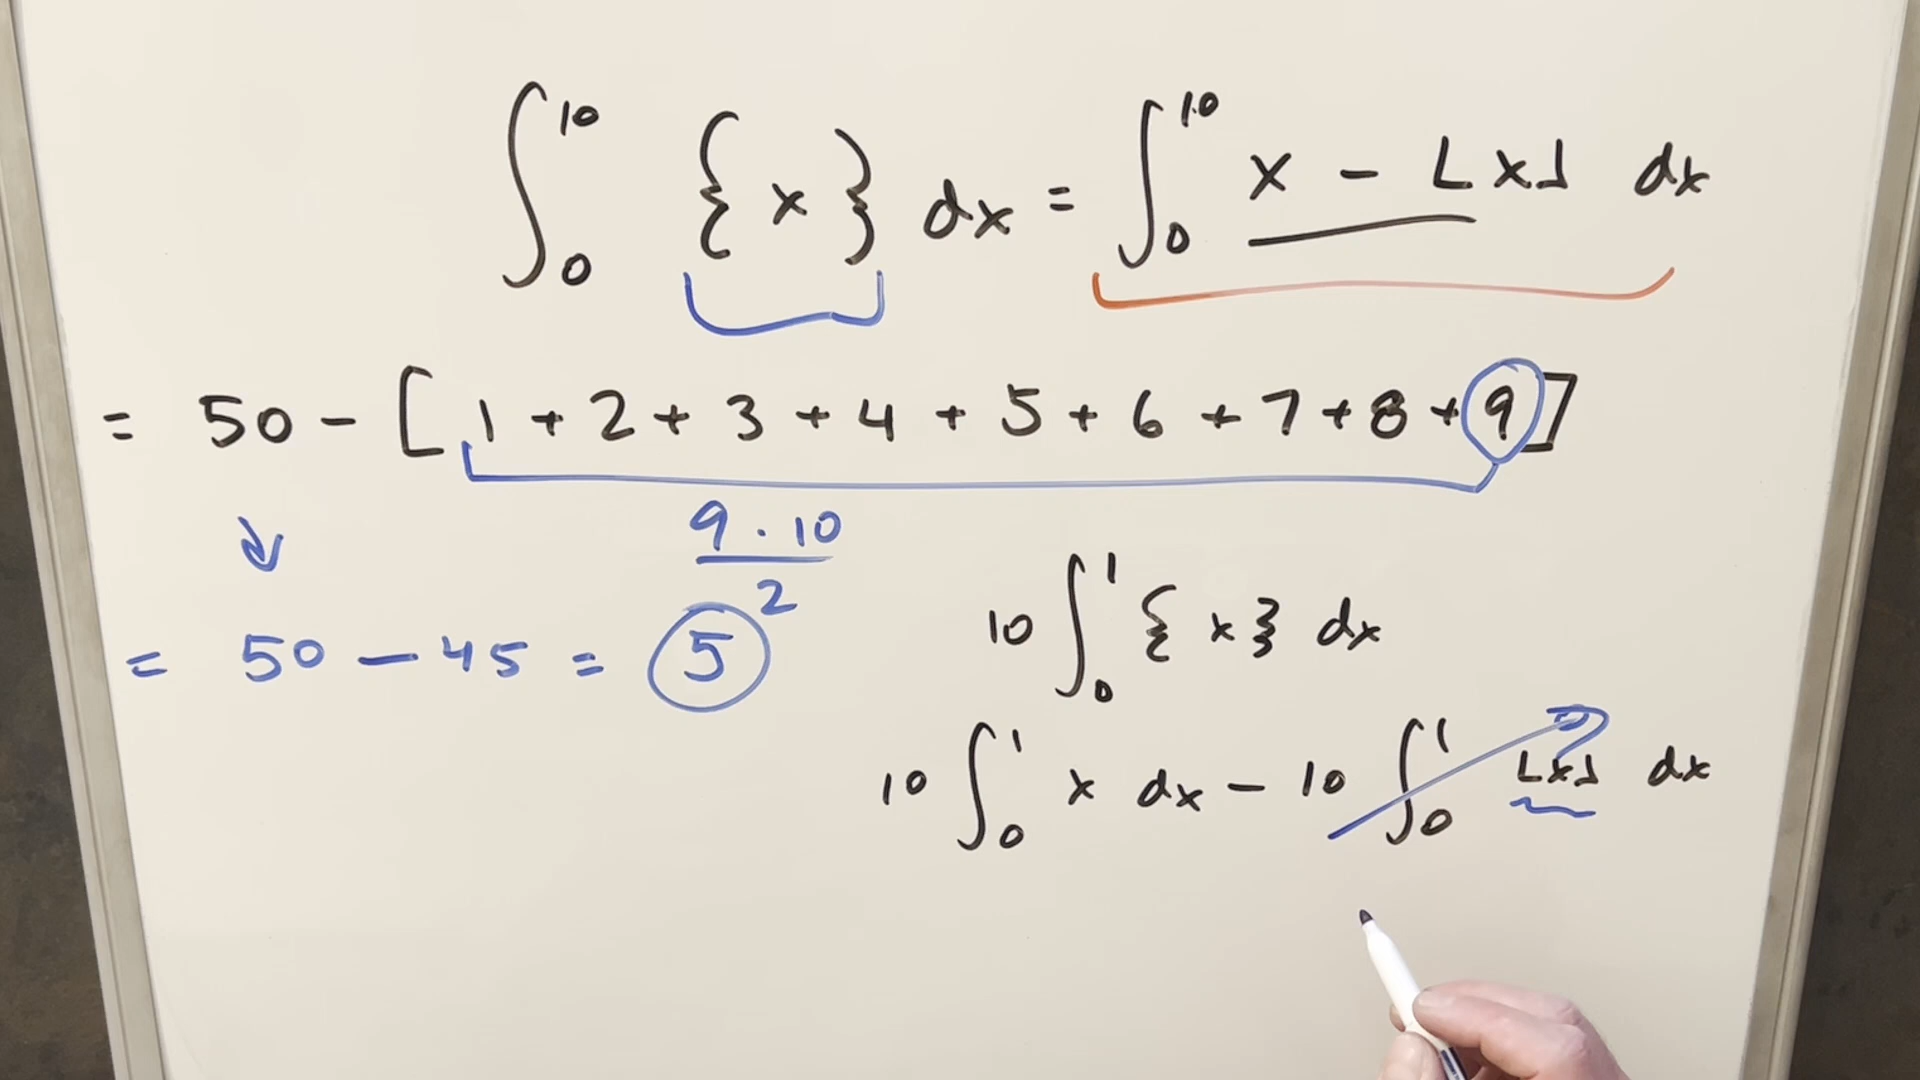 ∫₀¹⁰ {x} dx = ∫₀¹⁰ x - ⌊x⌋ dx
= 50 - [1 + 2 + 3 + 4 + 5 + 6 + 7 + 8 + 9]
9 · 10
2
= 50 - 45 = 5
10 ∫₀¹ {x} dx
10 ∫₀¹ x dx - 10 ∫₀¹ ⌊x⌋ dx
0